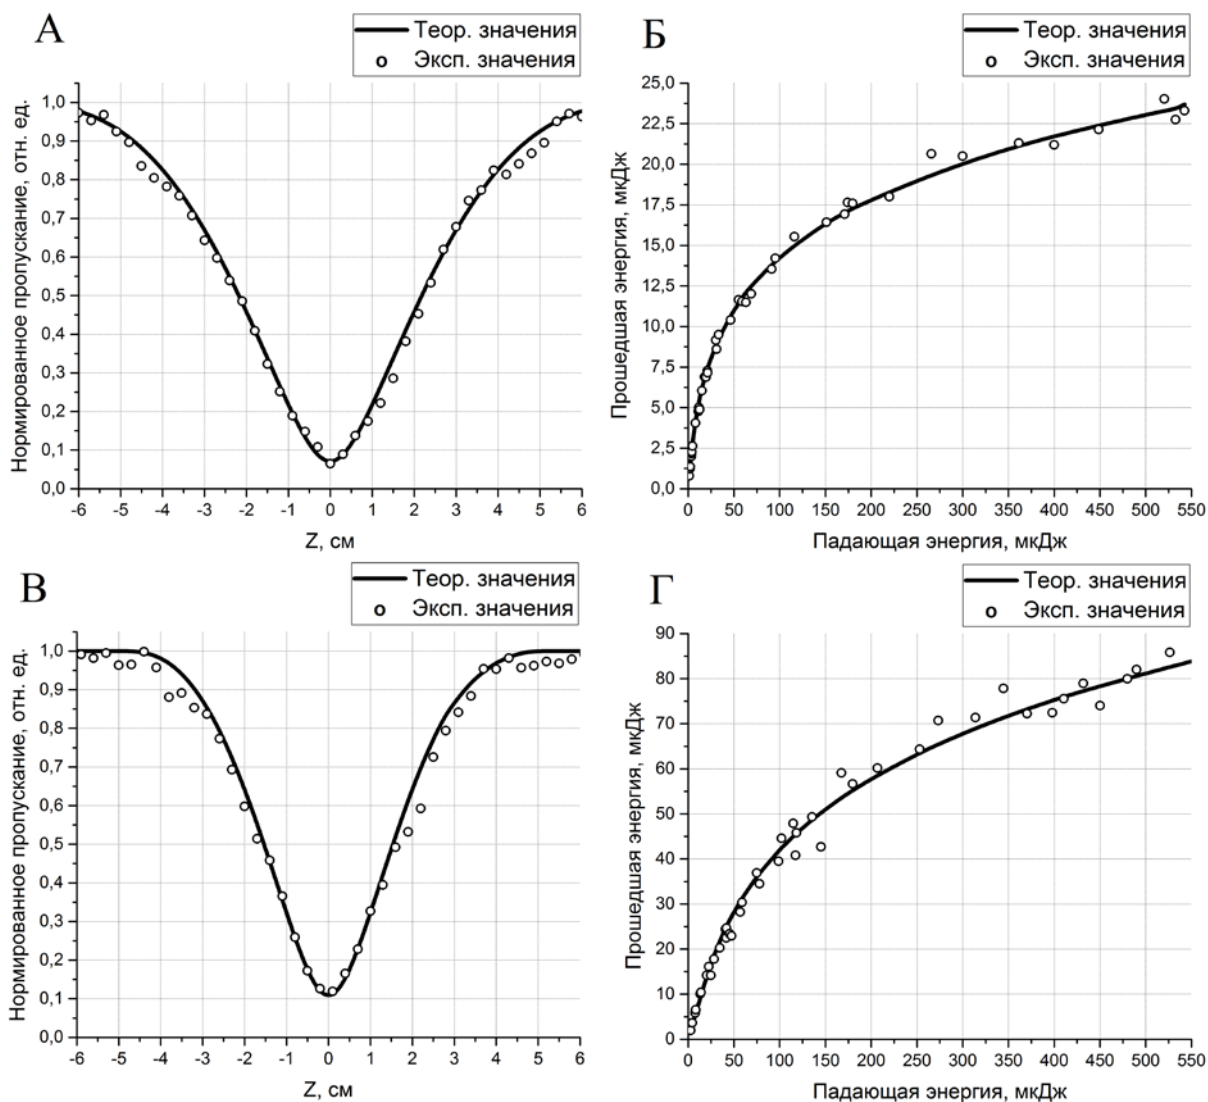 А
Теор. значения
Эксп. значения
Нормированное пропускание, отн. ед.
1,0
0,9
0,8
0,7
0,6
0,5
0,4
0,3
0,2
0,1
0,0
-6 -5 -4 -3 -2 -1 0 1 2 3 4 5 6
Z, см
Б
Теор. значения
Эксп. значения
Прошедшая энергия, мкДж
25,0
22,5
20,0
17,5
15,0
12,5
10,0
7,5
5,0
2,5
0,0
0 50 100 150 200 250 300 350 400 450 500 550
Падающая энергия, мкДж
В
Теор. значения
Эксп. значения
Нормированное пропускание, отн. ед.
1,0
0,9
0,8
0,7
0,6
0,5
0,4
0,3
0,2
0,1
0,0
-6 -5 -4 -3 -2 -1 0 1 2 3 4 5 6
Z, см
Г
Теор. значения
Эксп. значения
Прошедшая энергия, мкДж
90
80
70
60
50
40
30
20
10
0
0 50 100 150 200 250 300 350 400 450 500 550
Падающая энергия, мкДж